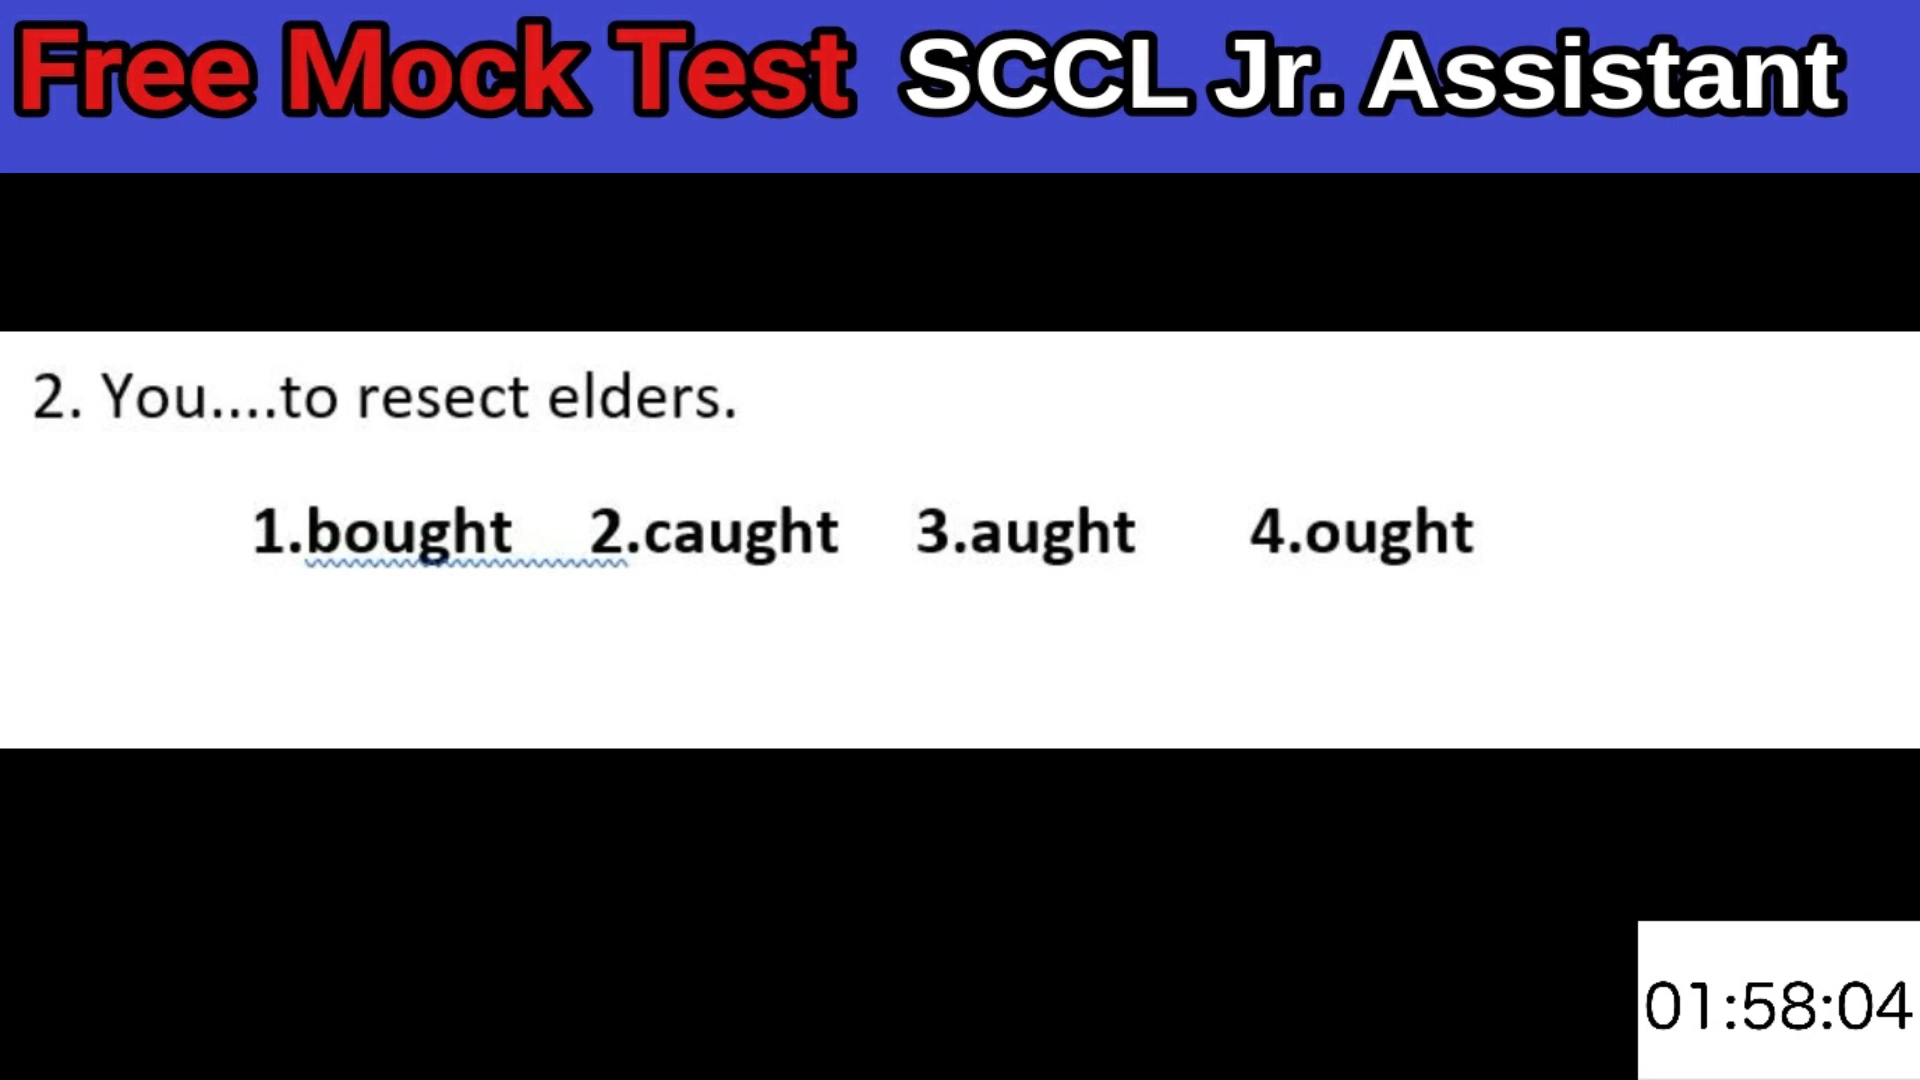 Free Mock Test SCCL Jr. Assistant
2. You....to resect elders.
1.bought 2.caught 3.aught 4.ought
01:58:04